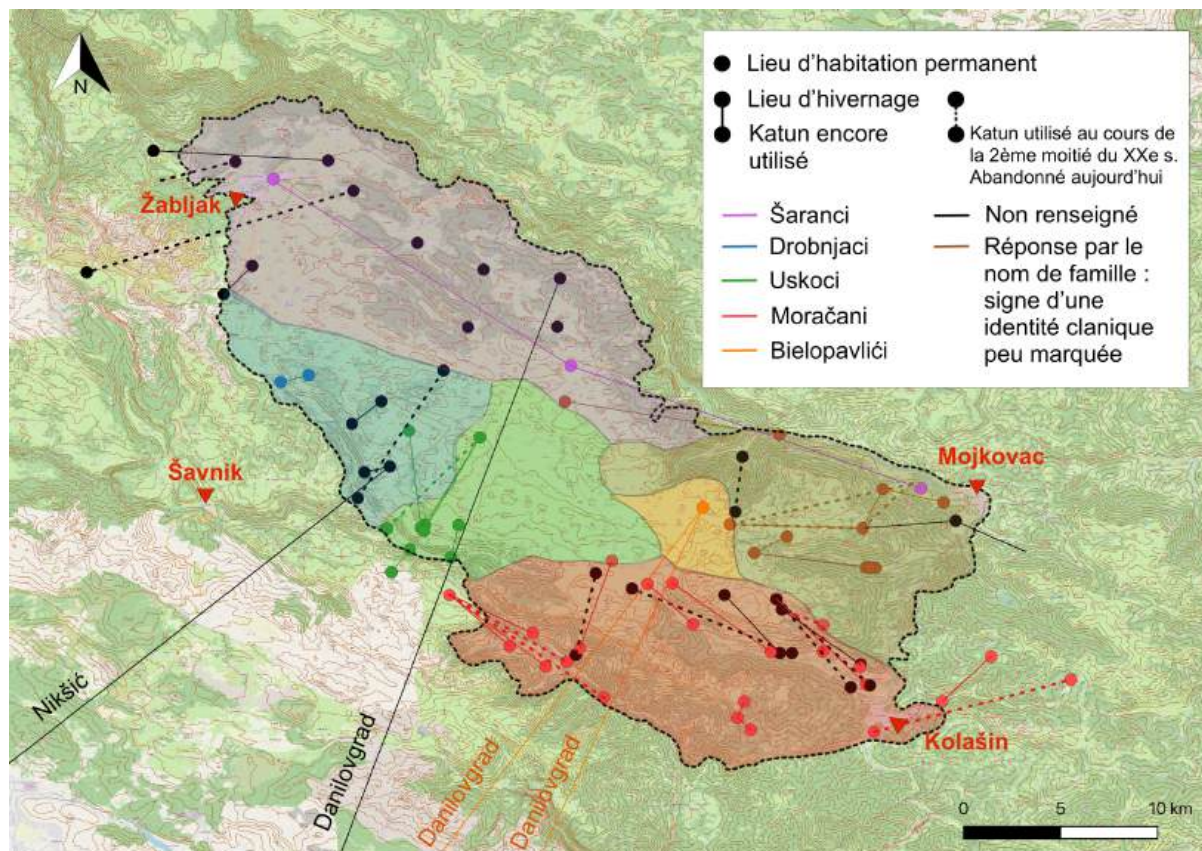 N
Lieu d'habitation permanent
Lieu d'hivernage
Katun encore
utilisé
Katun utilisé au cours de
la 2ème moitié du XXe s.
Abandonné aujourd'hui
Šaranci
Drobnjaci
Uskoci
Moračani
Bielopavlići
Non renseigné
Réponse par le
nom de famille :
signe d'une
identité clanique
peu marquée
Žabljak
Šavnik
Mojkovac
Kolašin
Nikšić
Danilovgrad
Danilovgrad
Danilovgrad
0 5 10 km